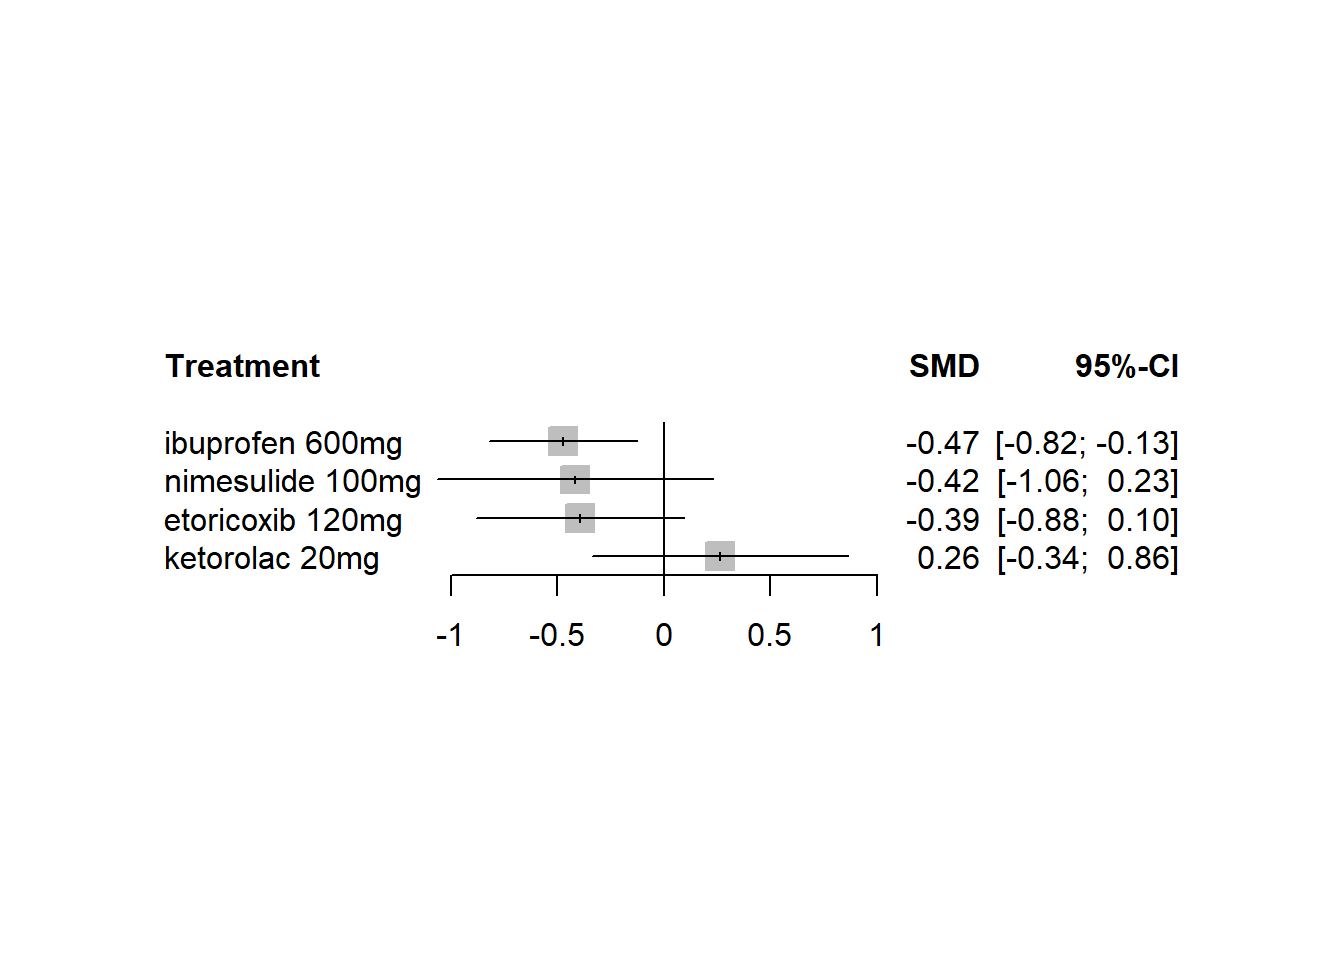 Treatment SMD 95%-CI
ibuprofen 600mg -0.47 [-0.82; -0.13]
nimesulide 100mg -0.42 [-1.06; 0.23]
etoricoxib 120mg -0.39 [-0.88; 0.10]
ketorolac 20mg 0.26 [-0.34; 0.86]
-1 -0.5 0 0.5 1